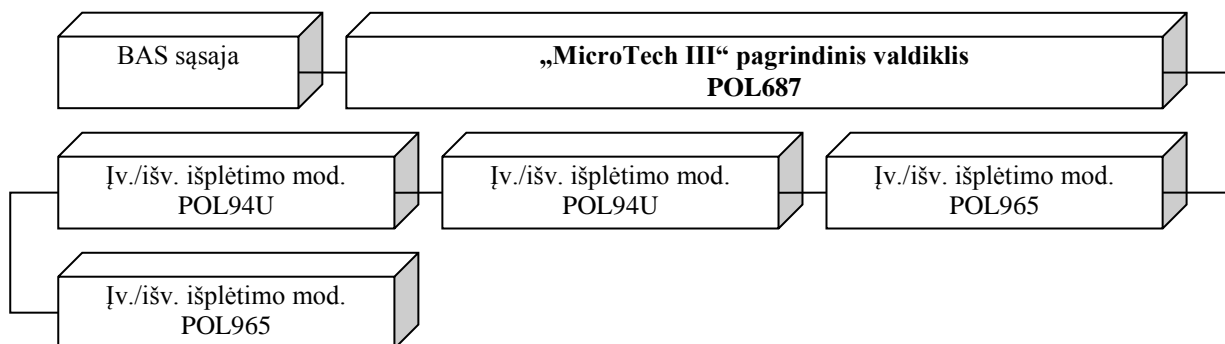 BAS sąsaja
„MicroTech III“ pagrindinis valdiklis
POL687
Įv./išv. išplėtimo mod.
POL94U
Įv./išv. išplėtimo mod.
POL94U
Įv./išv. išplėtimo mod.
POL965
Įv./išv. išplėtimo mod.
POL965